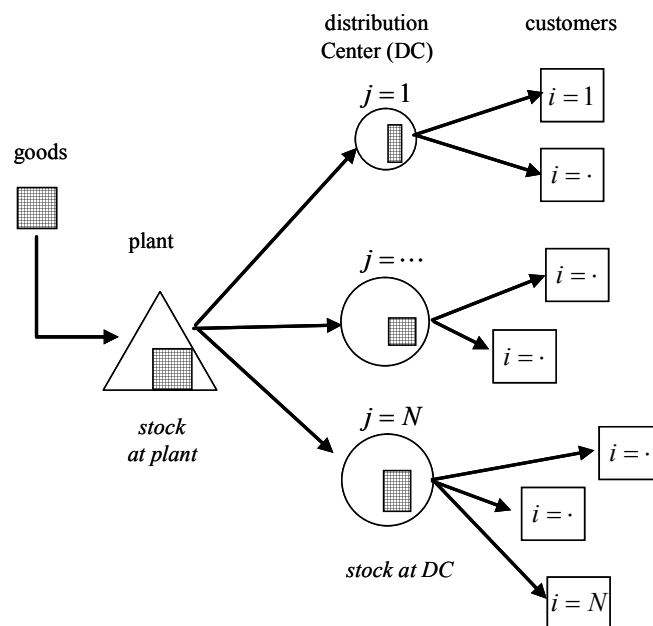 distribution
Center (DC)
customers
j = 1
i = 1
goods
i = ·
plant
j = ⋯
i = ·
i = ·
j = N
stock
at plant
i = ·
i = ·
stock at DC
i = N